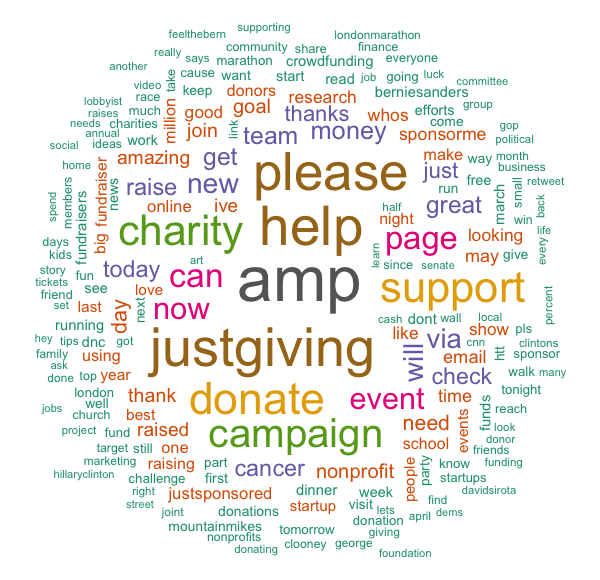 supporting
feelthebern
londonmarathon
community share
finance
really says marathon crowdfunding everyone
another cause want start read job going luck
video take keep donors berniesanders committee
lobbyist race million good goal research whos efforts group
raises much link thanks come gop
needs charities join team money sponsorme political
annual work
social ideas amazing get please just make way month
home news raise new great run free business
members big fundraiser online ive half night march small retweet
spend fundraisers charity help page looking win back
days learn since may give every life
kids today art can amp senate support
story fun see love
tickets friend set last day next now cash dont wall local percent
running justgiving like will via show pls clintons
hey tips dnc got cnn htt sponsor
family using check email walk many
ask done top year donate event time tonight
jobs london thank funds reach
church well best campaign need events look
project fund raised school donor
target still one friends
marketing raising part cancer nonprofit people party know funding
hillaryclinton challenge first startups
right justsponsored dinner week davidsirota
street joint donations startup visit lets find
mountainmikes tomorrow donation april dems
nonprofits giving
donating clooney george
foundation